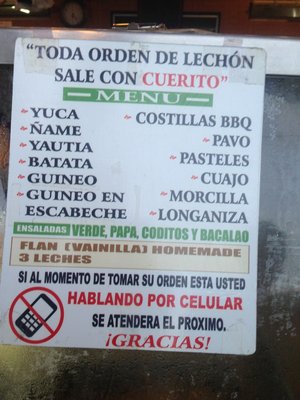 "TODA ORDEN DE LECHÓN
SALE CON CUERITO"
MENU
YUCA
ÑAME
YAUTIA
BATATA
GUINEO
GUINEO EN
ESCABECHE
COSTILLAS BBQ
PAVO
PASTELES
CUAJO
MORCILLA
LONGANIZA
ENSALADAS VERDE, PAPA, CODITOS Y BACALAO
FLAN (VAINILLA) HOMEMADE
3 LECHES
SI AL MOMENTO DE TOMAR SU ORDEN ESTA USTED
HABLANDO POR CELULAR
SE ATENDERA EL PROXIMO.
¡GRACIAS!